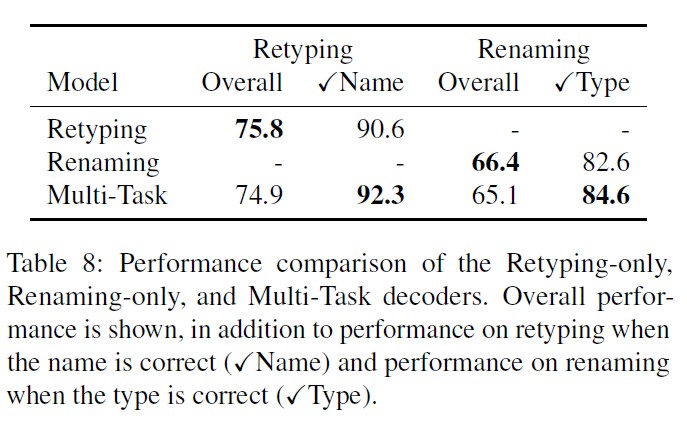 Retyping Renaming
Model Overall ✓Name Overall ✓Type
Retyping 75.8 90.6 - -
Renaming - - 66.4 82.6
Multi-Task 74.9 92.3 65.1 84.6
Table 8: Performance comparison of the Retyping-only,
Renaming-only, and Multi-Task decoders. Overall perfor-
mance is shown, in addition to performance on retyping when
the name is correct (✓Name) and performance on renaming
when the type is correct (✓Type).